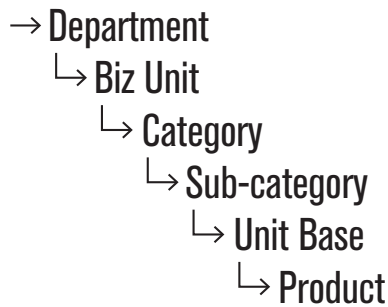 → Department
↳ Biz Unit
↳ Category
↳ Sub-category
↳ Unit Base
↳ Product